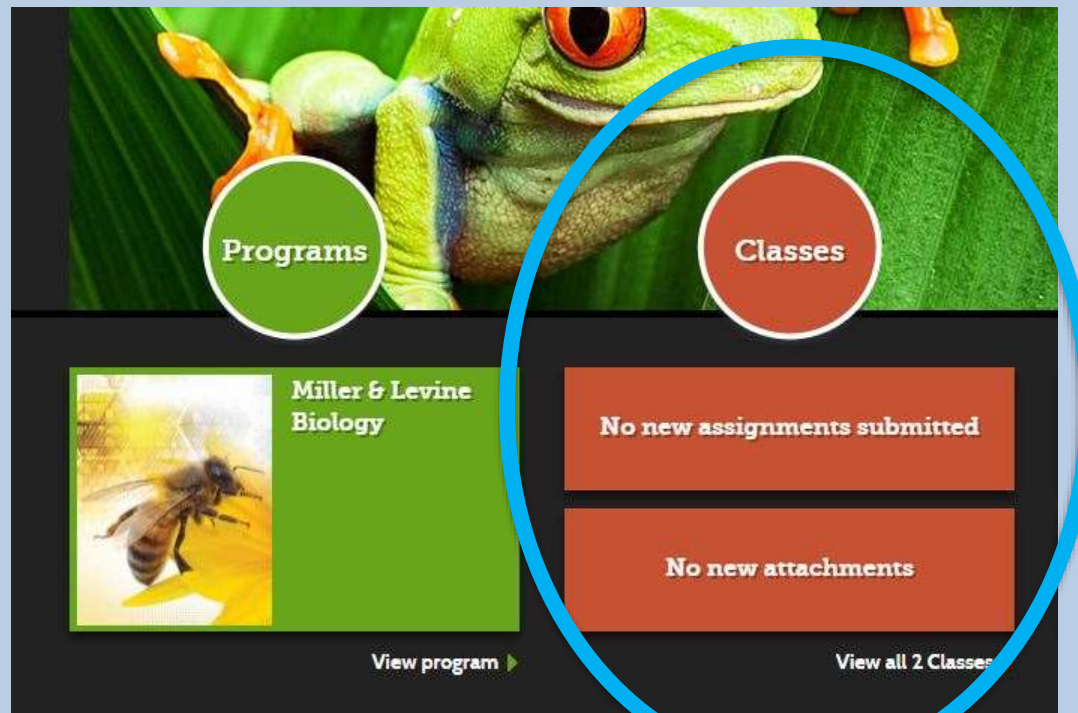 Programs
Classes
Miller & Levine
Biology
No new assignments submitted
No new attachments
View program
View all 2 Classes